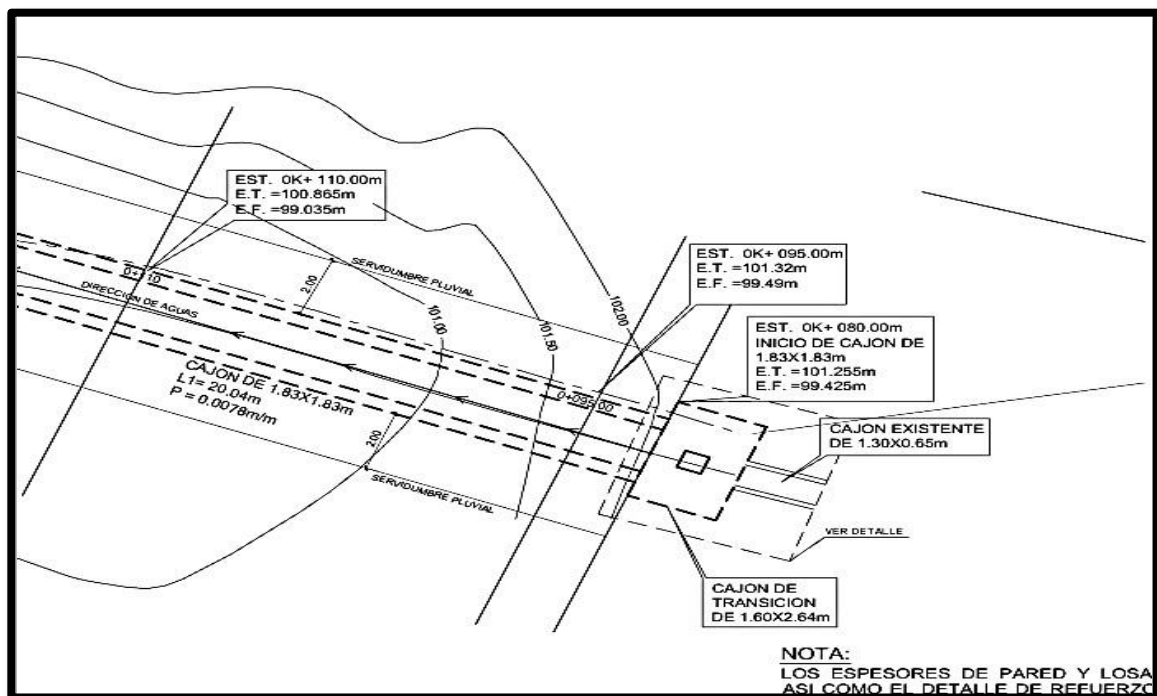 EST. 0K+ 110.00m
E.T. =100.865m
E.F. =99.035m
SERVIDUMBRE PLUVIAL
2.00
DIRECCION DE AGUAS
101.00
101.50
102.00
EST. 0K+ 095.00m
E.T. =101.32m
E.F. =99.49m
EST. 0K+ 080.00m
INICIO DE CAJON DE
1.83X1.83m
E.T. =101.255m
E.F. =99.425m
CAJON DE 1.83X1.83m
L1= 20.04m
P = 0.0078m/m
0+095.00
CAJON EXISTENTE
DE 1.30X0.65m
2.00
SERVIDUMBRE PLUVIAL
VER DETALLE
CAJON DE
TRANSICION
DE 1.60X2.64m
NOTA:
LOS ESPESORES DE PARED Y LOSA
ASI COMO EL DETALLE DE REFUERZO